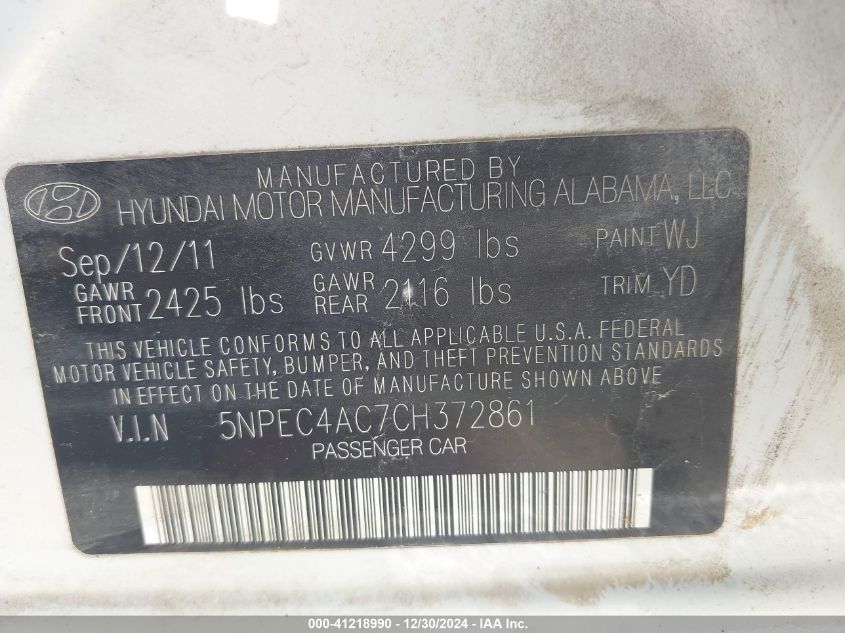 MANUFACTURED BY
HYUNDAI MOTOR MANUFACTURING ALABAMA, LLC
Sep/12/11 GVWR 4299 lbs PAINT WJ
GAWR FRONT 2425 lbs GAWR REAR 2116 lbs TRIM YD
THIS VEHICLE CONFORMS TO ALL APPLICABLE U.S.A. FEDERAL
MOTOR VEHICLE SAFETY, BUMPER, AND THEFT PREVENTION STANDARDS
IN EFFECT ON THE DATE OF MANUFACTURE SHOWN ABOVE
V.I.N 5NPEC4AC7CH372861
PASSENGER CAR
000-41218990 - 12/30/2024 - IAA Inc.